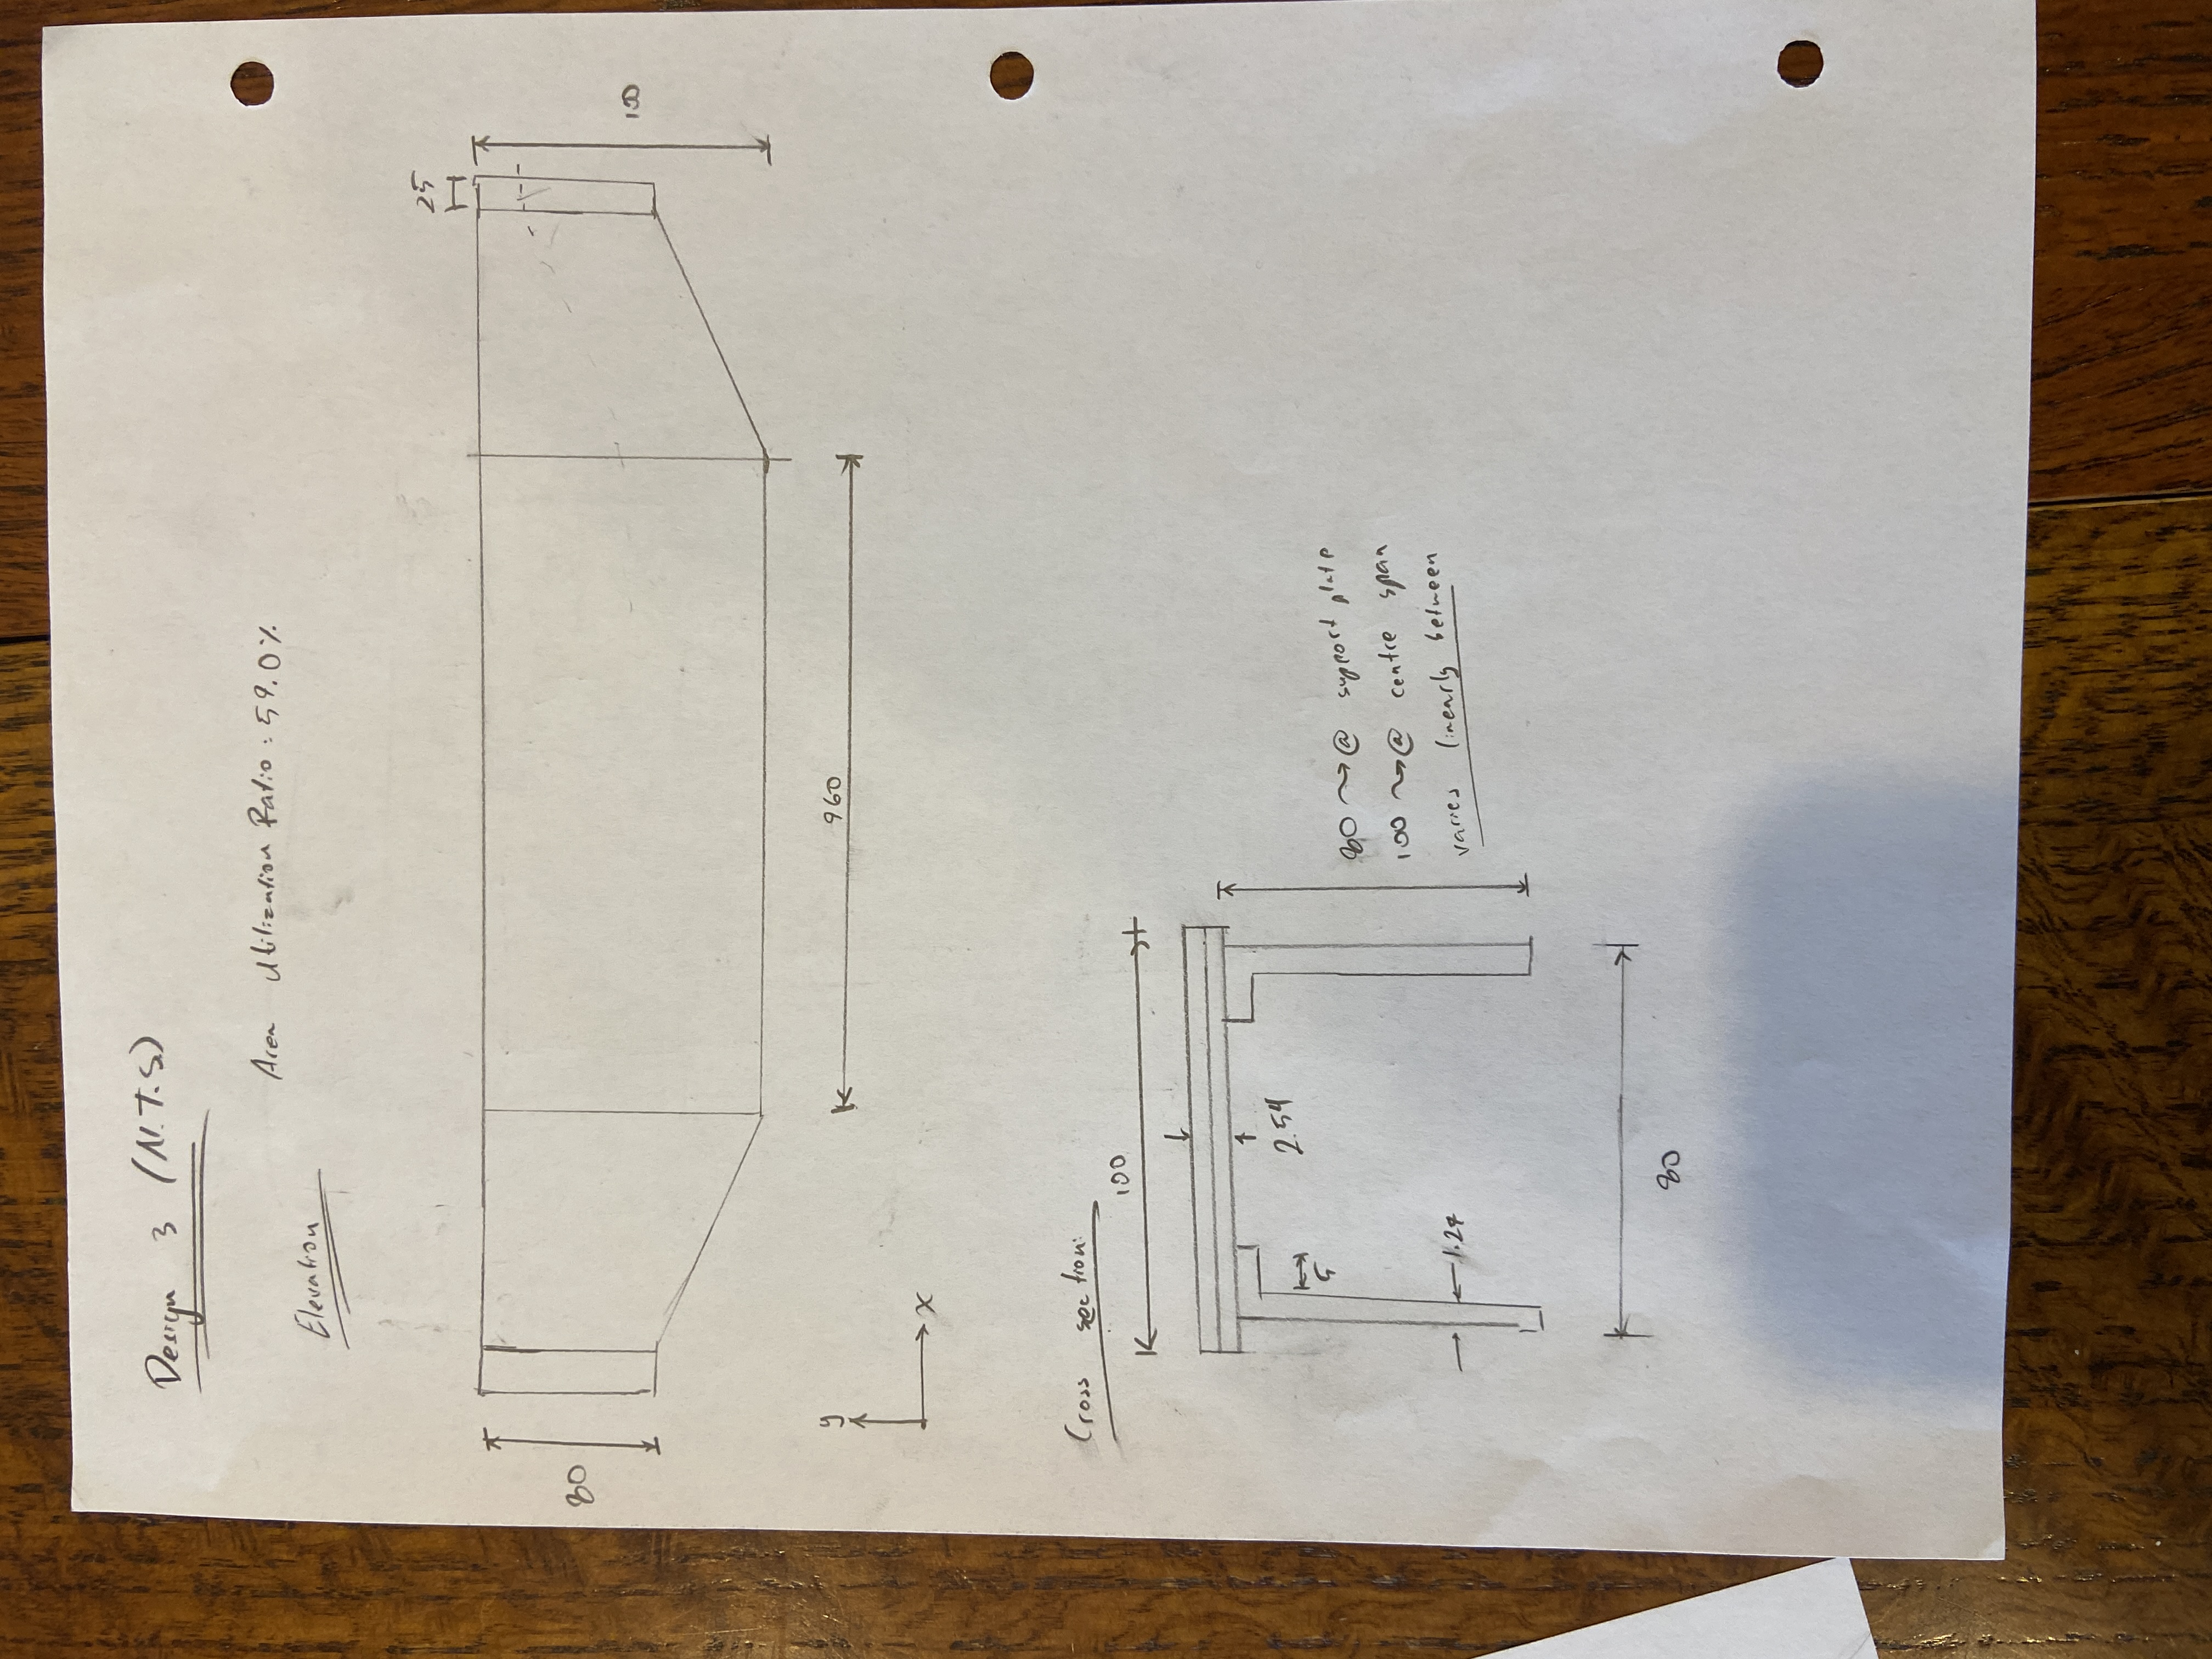 Design 3 (N.T.S)
Area Utilization Ratio: 59.0%
Elevation
25
80
100
960
y
x
Cross section:
100
2.54
5
80 @ support plate
100 @ centre span
1.27
varies linearly between
80